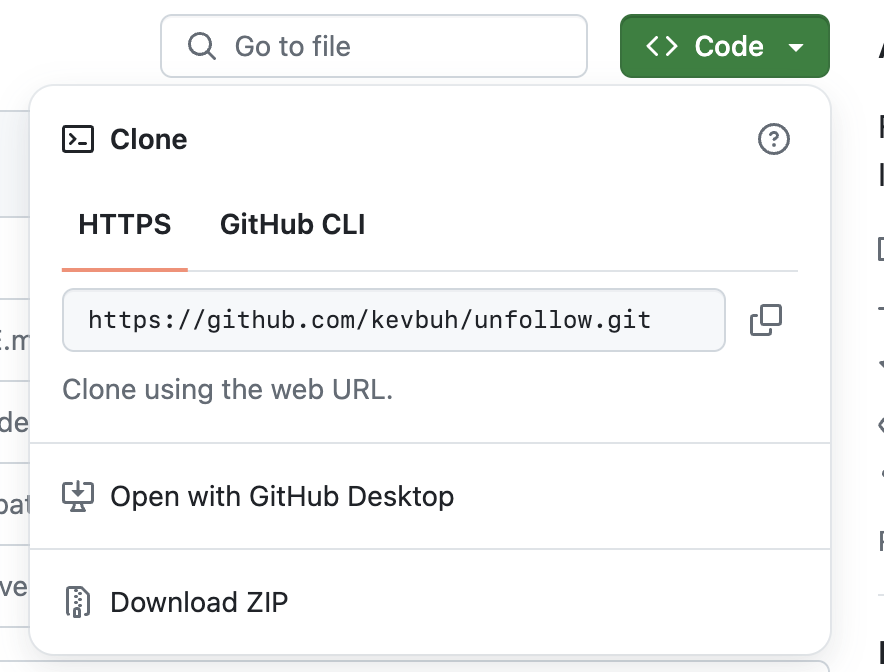 Go to file
Code
Clone
HTTPS
GitHub CLI
https://github.com/kevbuh/unfollow.git
Clone using the web URL.
Open with GitHub Desktop
Download ZIP